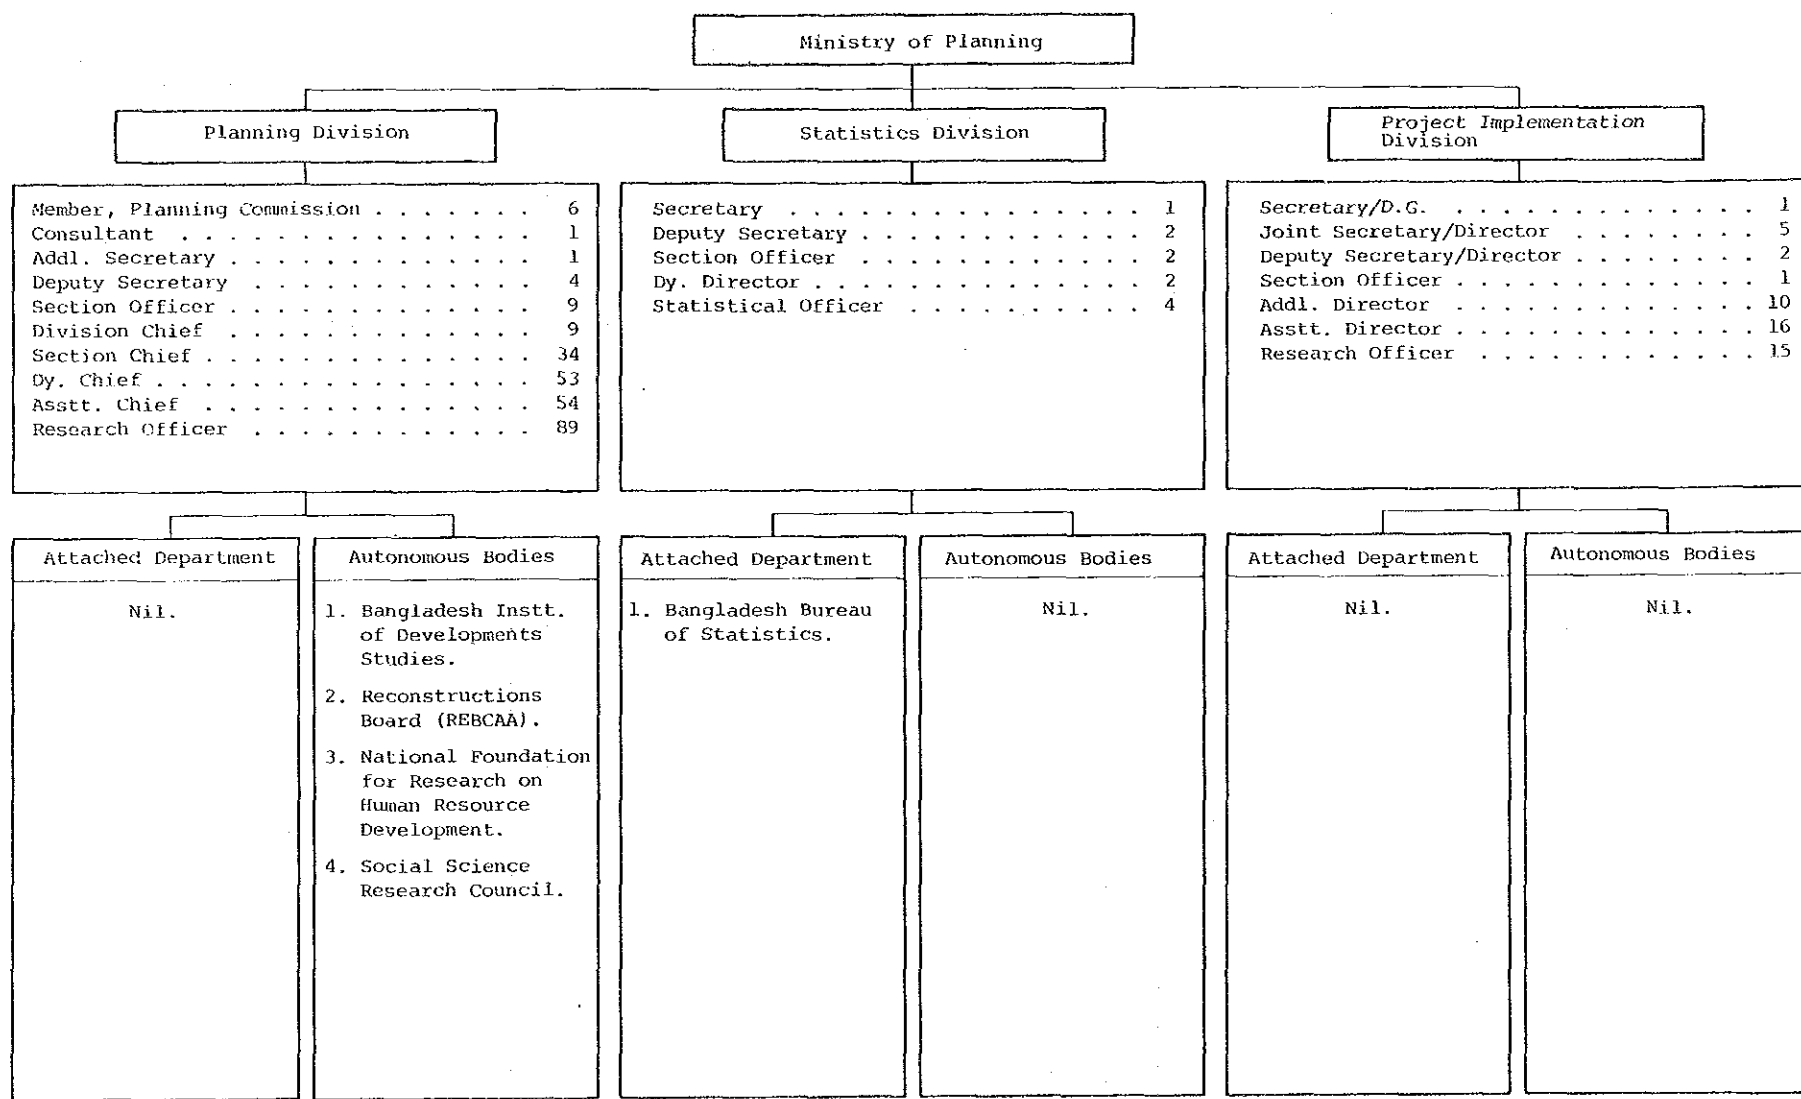 Ministry of Planning
Planning Division
Member, Planning Commission . . . . . . . 6
Consultant . . . . . . . . . . . . . . . 1
Addl. Secretary . . . . . . . . . . . . . 1
Deputy Secretary . . . . . . . . . . . . 4
Section Officer . . . . . . . . . . . . . 9
Division Chief . . . . . . . . . . . . . 9
Section Chief . . . . . . . . . . . . . . 34
Dy. Chief . . . . . . . . . . . . . . . . 53
Asstt. Chief . . . . . . . . . . . . . . 54
Research Officer . . . . . . . . . . . . 89
Attached Department
Nil.
Autonomous Bodies
1. Bangladesh Instt.
of Developments
Studies.
2. Reconstructions
Board (REBCAA).
3. National Foundation
for Research on
Human Resource
Development.
4. Social Science
Research Council.
Statistics Division
Secretary . . . . . . . . . . . . . . . 1
Deputy Secretary . . . . . . . . . . . . 2
Section Officer . . . . . . . . . . . . 2
Dy. Director . . . . . . . . . . . . . . 2
Statistical Officer . . . . . . . . . . 4
Attached Department
1. Bangladesh Bureau
of Statistics.
Autonomous Bodies
Nil.
Project Implementation
Division
Secretary/D.G. . . . . . . . . . . . . . 1
Joint Secretary/Director . . . . . . . . 5
Deputy Secretary/Director . . . . . . . . 2
Section Officer . . . . . . . . . . . . . 1
Addl. Director . . . . . . . . . . . . . 10
Asstt. Director . . . . . . . . . . . . . 16
Research Officer . . . . . . . . . . . . 15
Attached Department
Nil.
Autonomous Bodies
Nil.